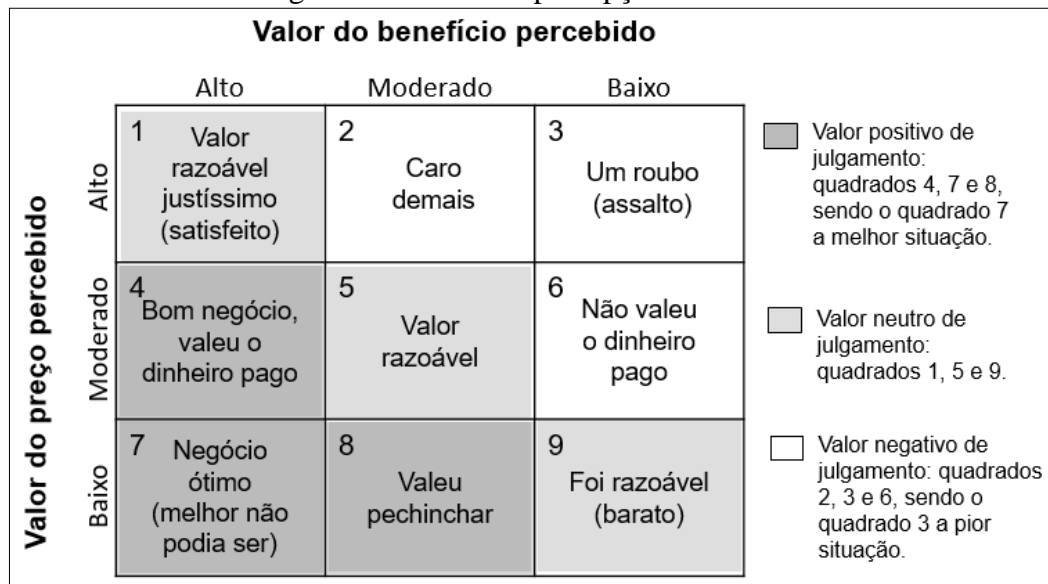 Valor do benefício percebido
Alto
Moderado
Baixo
Valor do preço percebido
Alto
1
Valor
razoável
justíssimo
(satisfeito)
2
Caro
demais
3
Um roubo
(assalto)
Moderado
4
Bom negócio,
valeu o
dinheiro pago
5
Valor
razoável
6
Não valeu
o dinheiro
pago
Baixo
7
Negócio
ótimo
(melhor não
podia ser)
8
Valeu
pechinchar
9
Foi razoável
(barato)
Valor positivo de
julgamento:
quadrados 4, 7 e 8,
sendo o quadrado 7
a melhor situação.
Valor neutro de
julgamento:
quadrados 1, 5 e 9.
Valor negativo de
julgamento: quadrados
2, 3 e 6, sendo o
quadrado 3 a pior
situação.